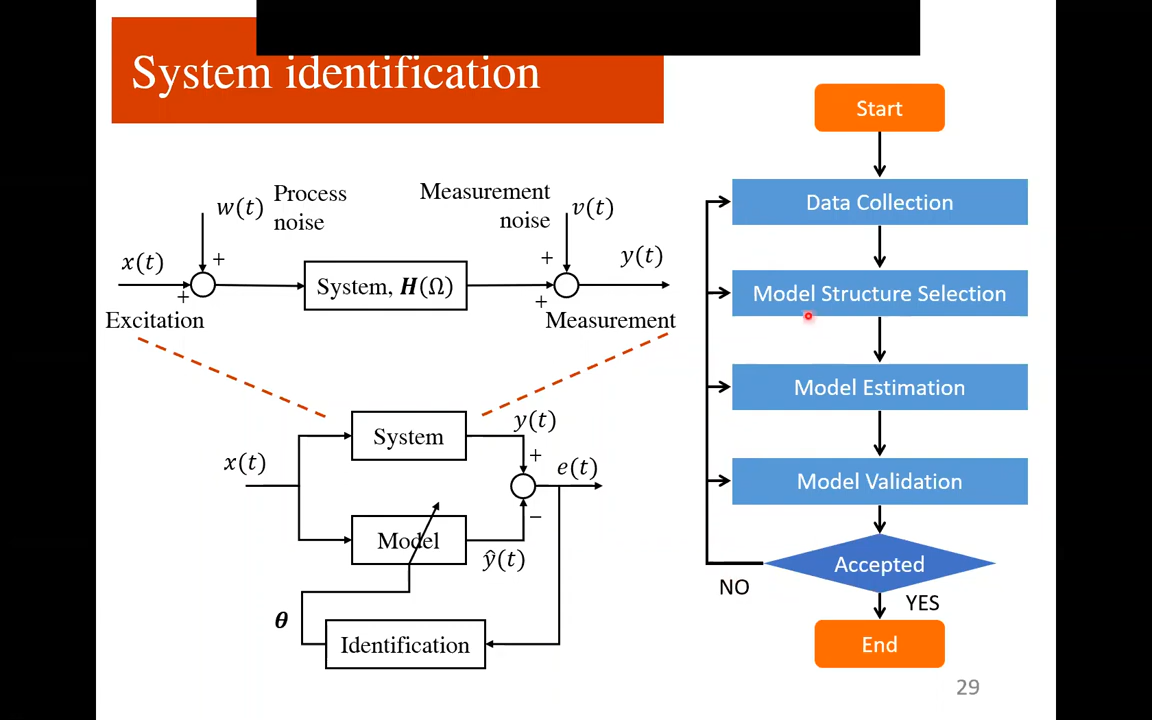 System identification
w(t)
Process
noise
Measurement
noise
v(t)
x(t)
+
+
System, H(Ω)
+
+
y(t)
Excitation
Measurement
x(t)
System
y(t)
+
e(t)
Model
−
ŷ(t)
θ
Identification
Start
Data Collection
Model Structure Selection
Model Estimation
Model Validation
Accepted
NO
YES
End
29